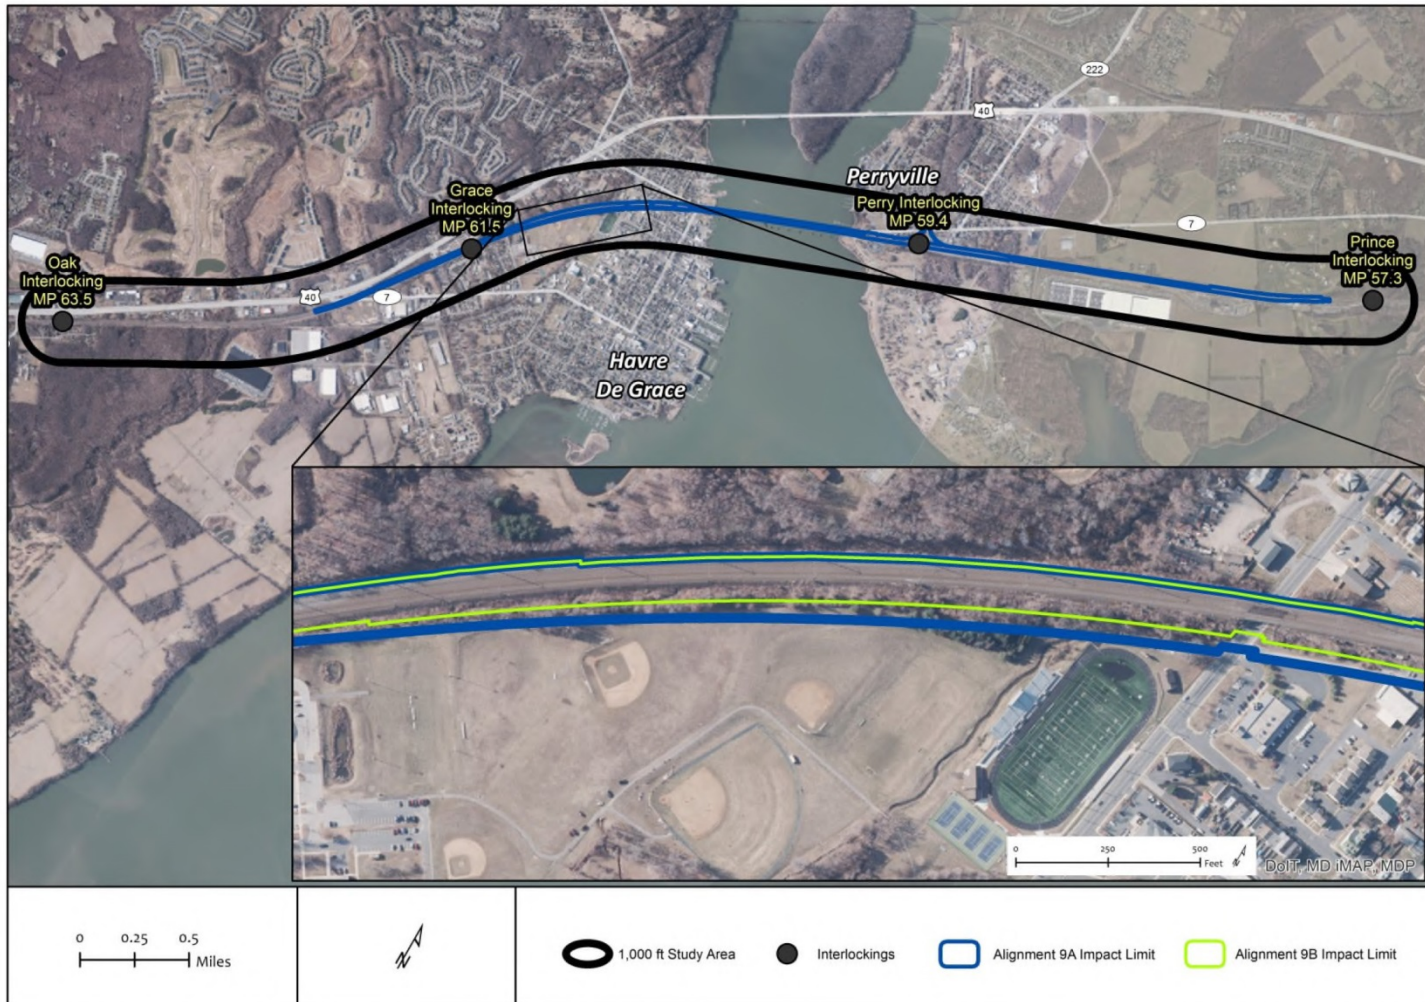 222
40
Perryville
Grace
Interlocking
MP 61.5
Perry Interlocking
MP 59.4
7
Prince
Interlocking
MP 57.3
Oak
Interlocking
MP 63.5
40
7
Havre
De Grace
0 250 500
Feet
DoIT, MD iMAP, MDP
0 0.25 0.5
Miles
N
1,000 ft Study Area
Interlockings
Alignment 9A Impact Limit
Alignment 9B Impact Limit